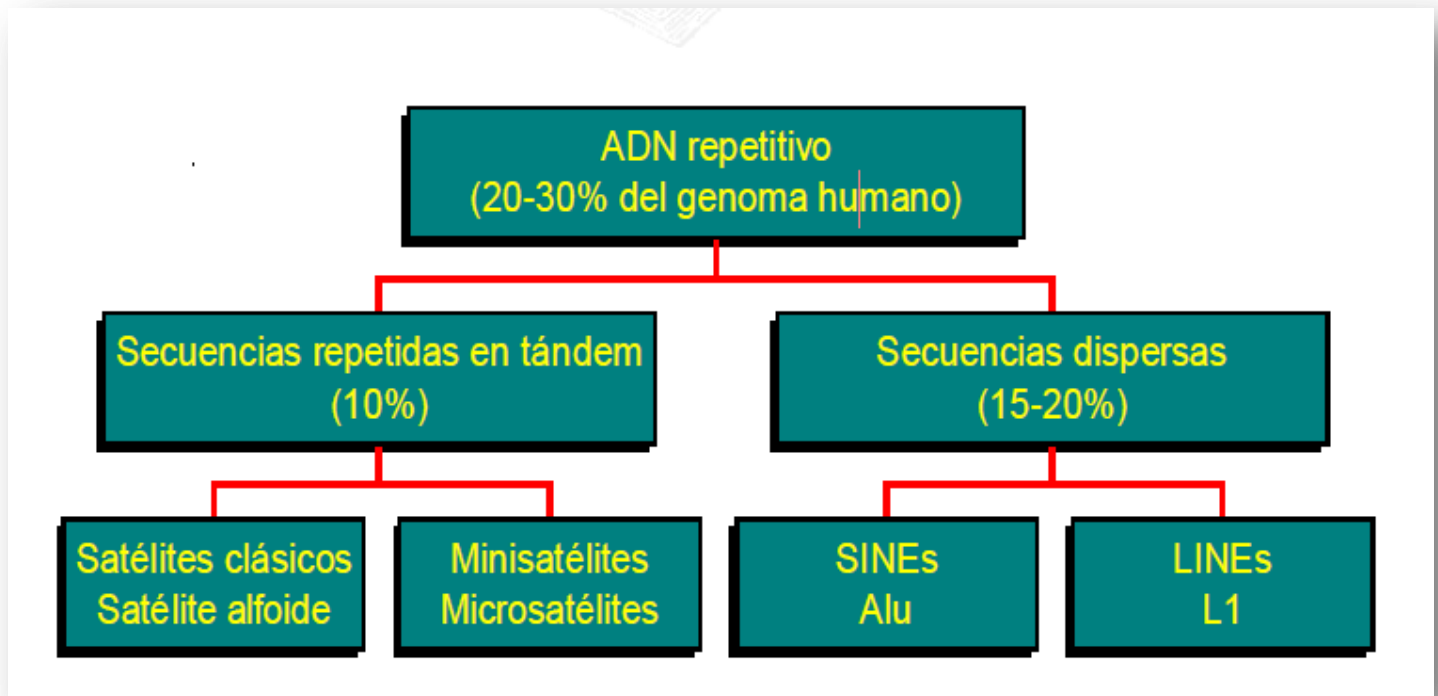 ADN repetitivo
(20-30% del genoma humano)
Secuencias repetidas en tándem
(10%)
Secuencias dispersas
(15-20%)
Satélites clásicos
Satélite alfoide
Minisatélites
Microsatélites
SINEs
Alu
LINEs
L1